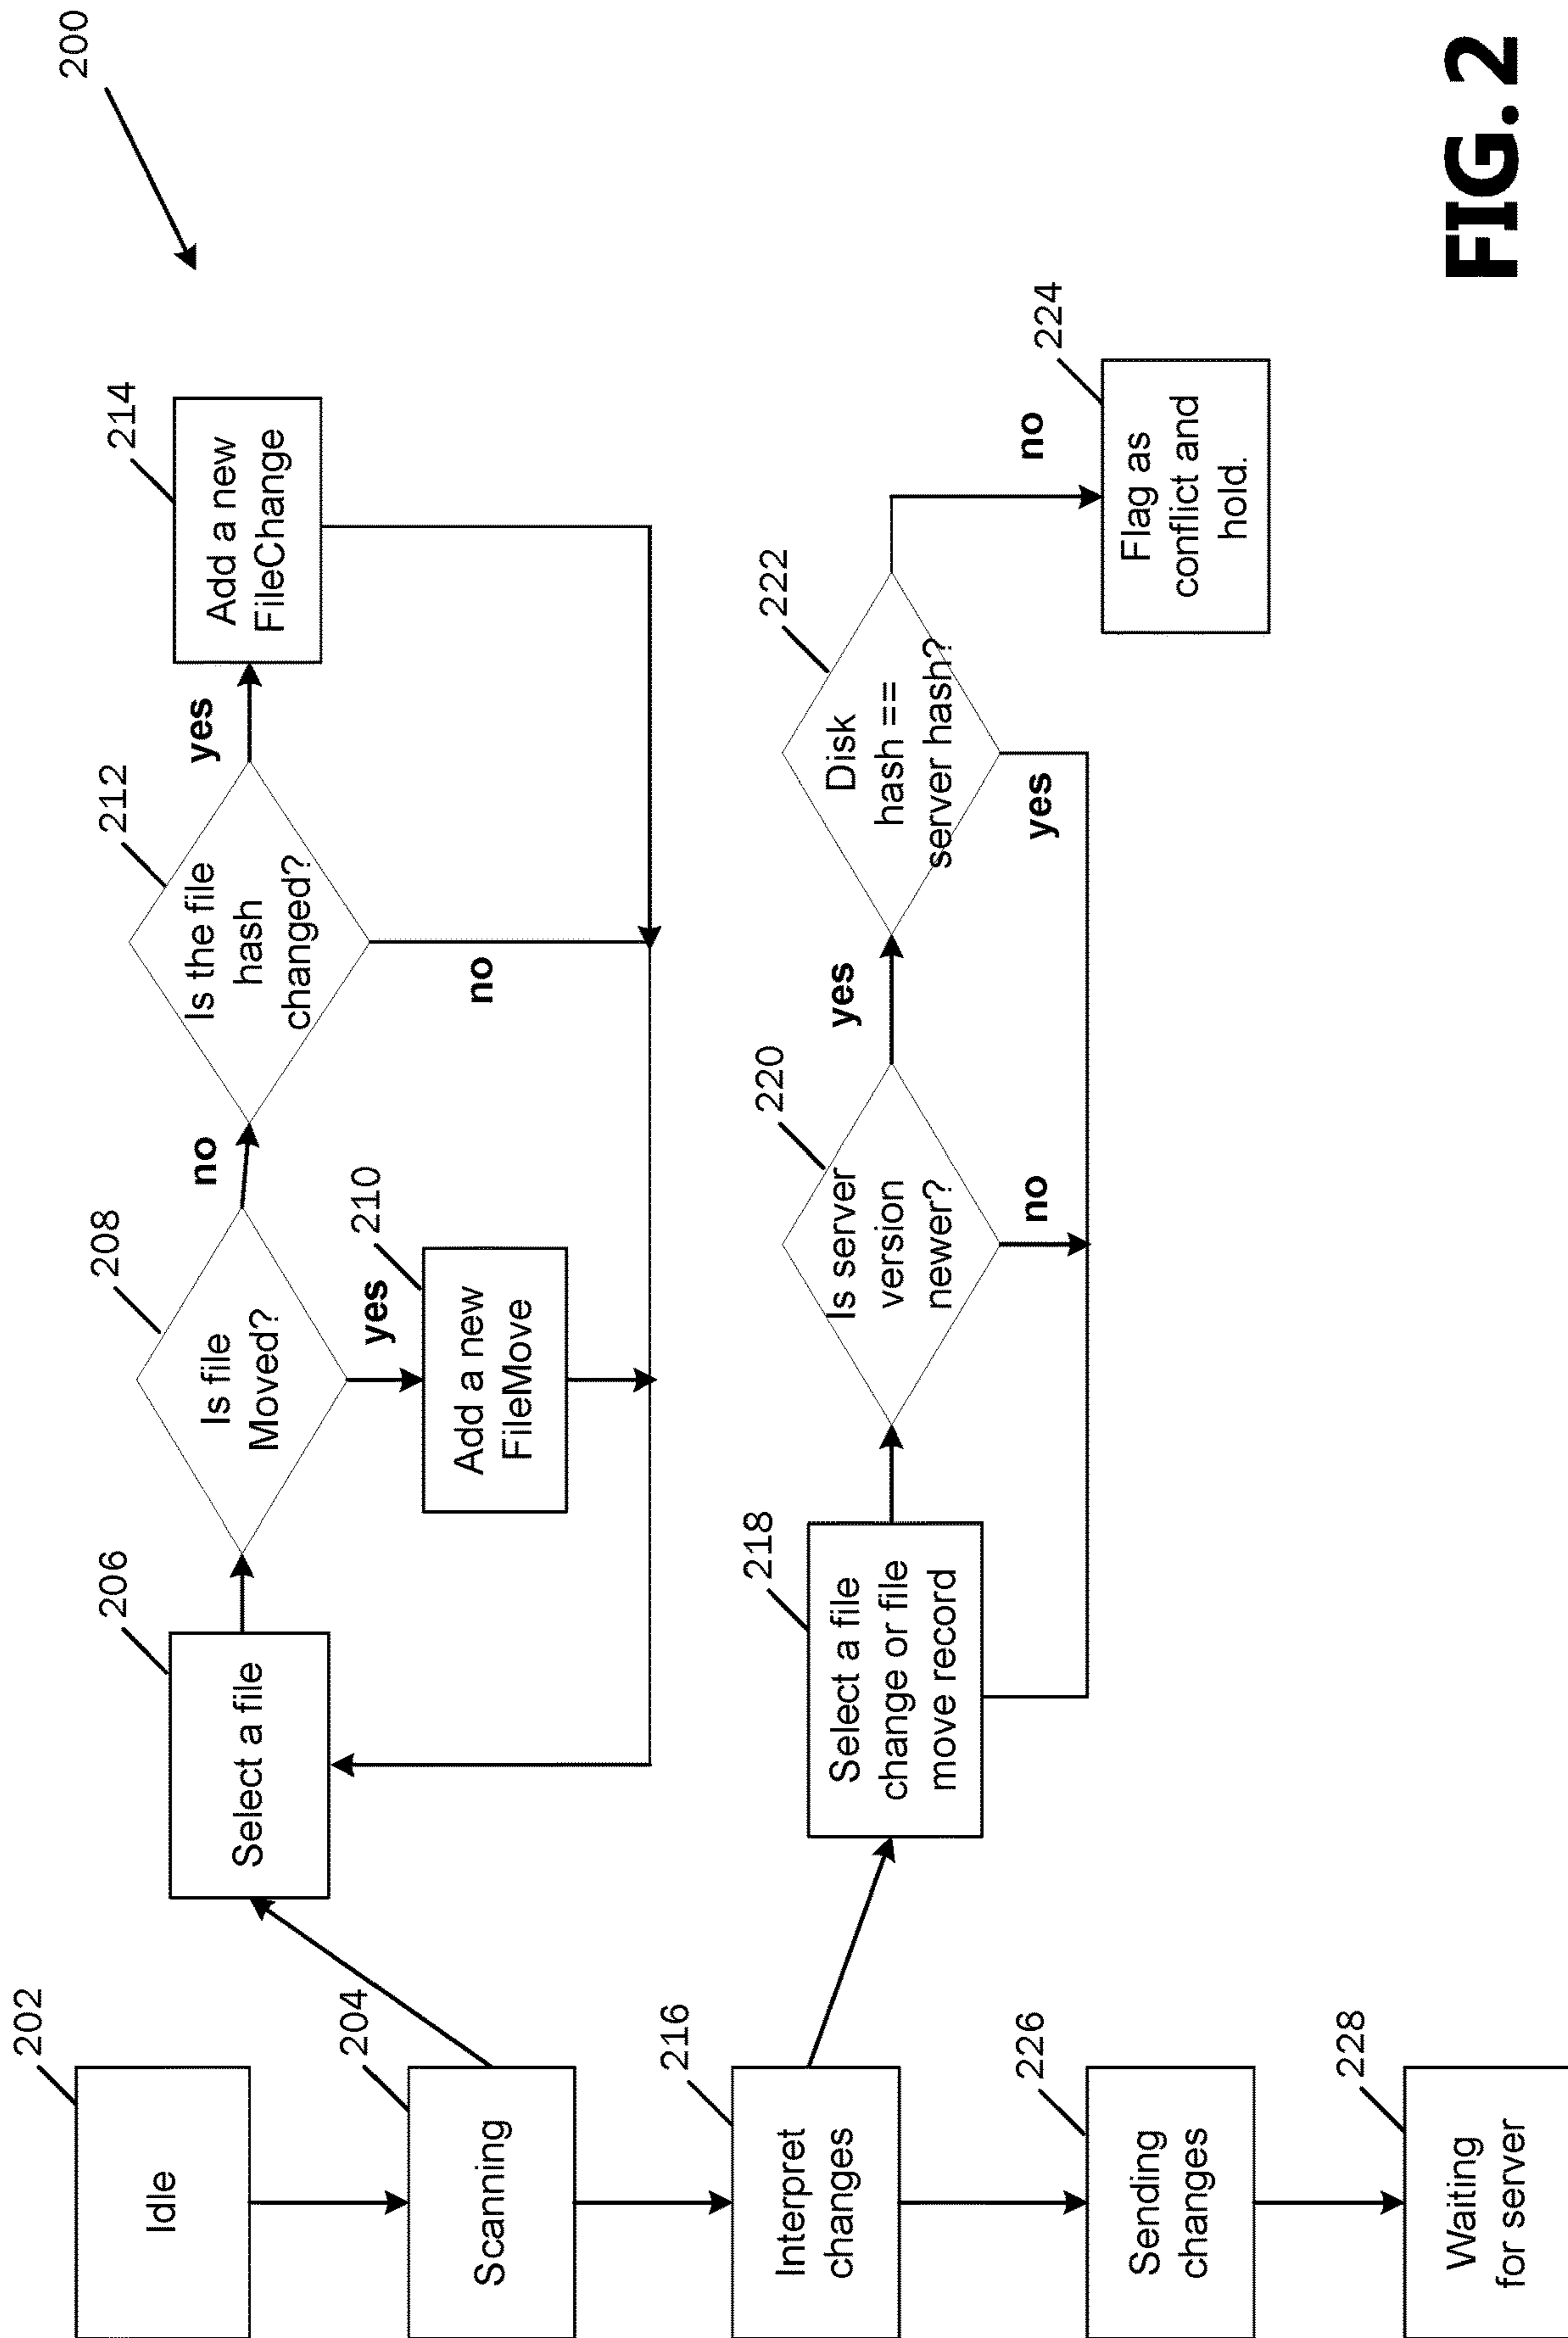 200
202
Idle
204
Scanning
216
Interpret
changes
226
Sending
changes
228
Waiting
for server
206
Select a file
208
Is file
Moved?
yes
no
210
Add a new
FileMove
212
Is the file
hash
changed?
yes
no
214
Add a new
FileChange
218
Select a file
change or file
move record
220
Is server
version
newer?
yes
no
222
Disk
hash ==
server hash?
yes
no
224
Flag as
conflict and
hold.
FIG. 2